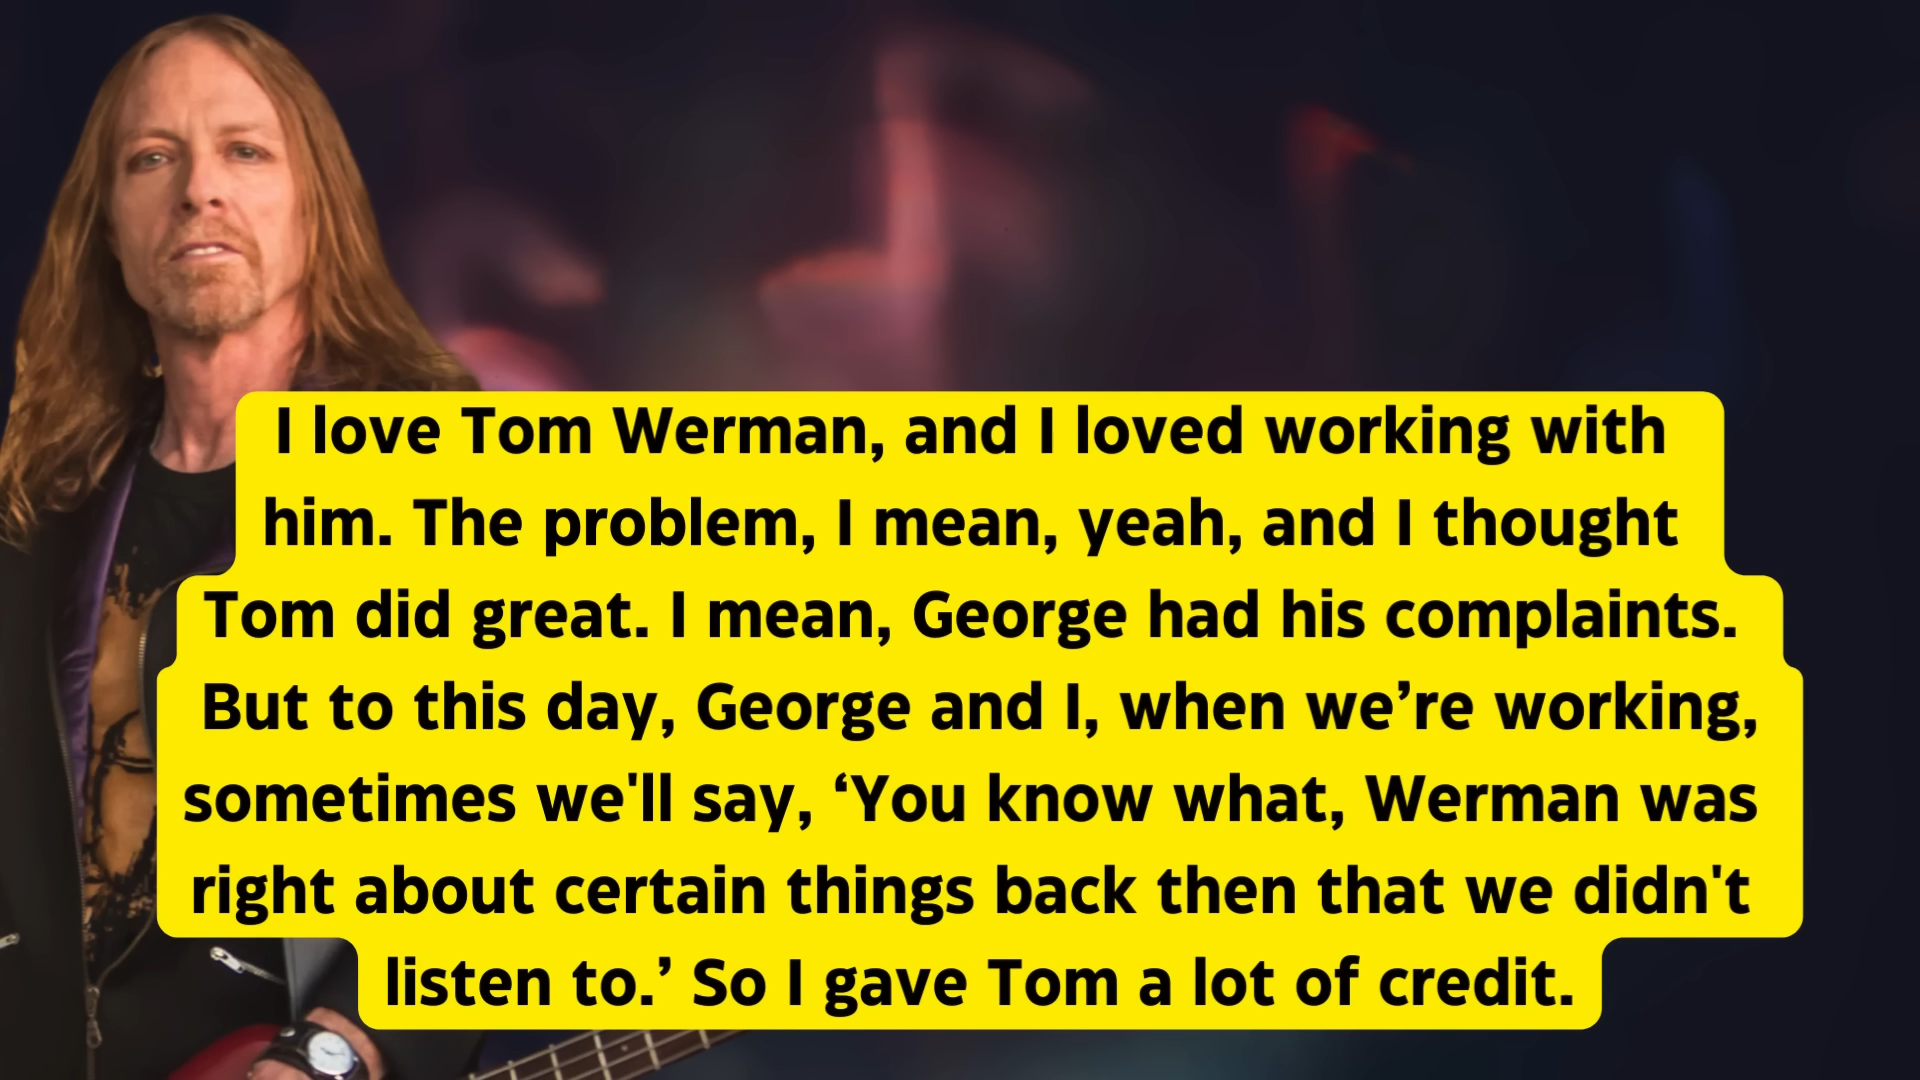 I love Tom Werman, and I loved working with
him. The problem, I mean, yeah, and I thought
Tom did great. I mean, George had his complaints.
But to this day, George and I, when we’re working,
sometimes we'll say, ‘You know what, Werman was
right about certain things back then that we didn't
listen to.’ So I gave Tom a lot of credit.